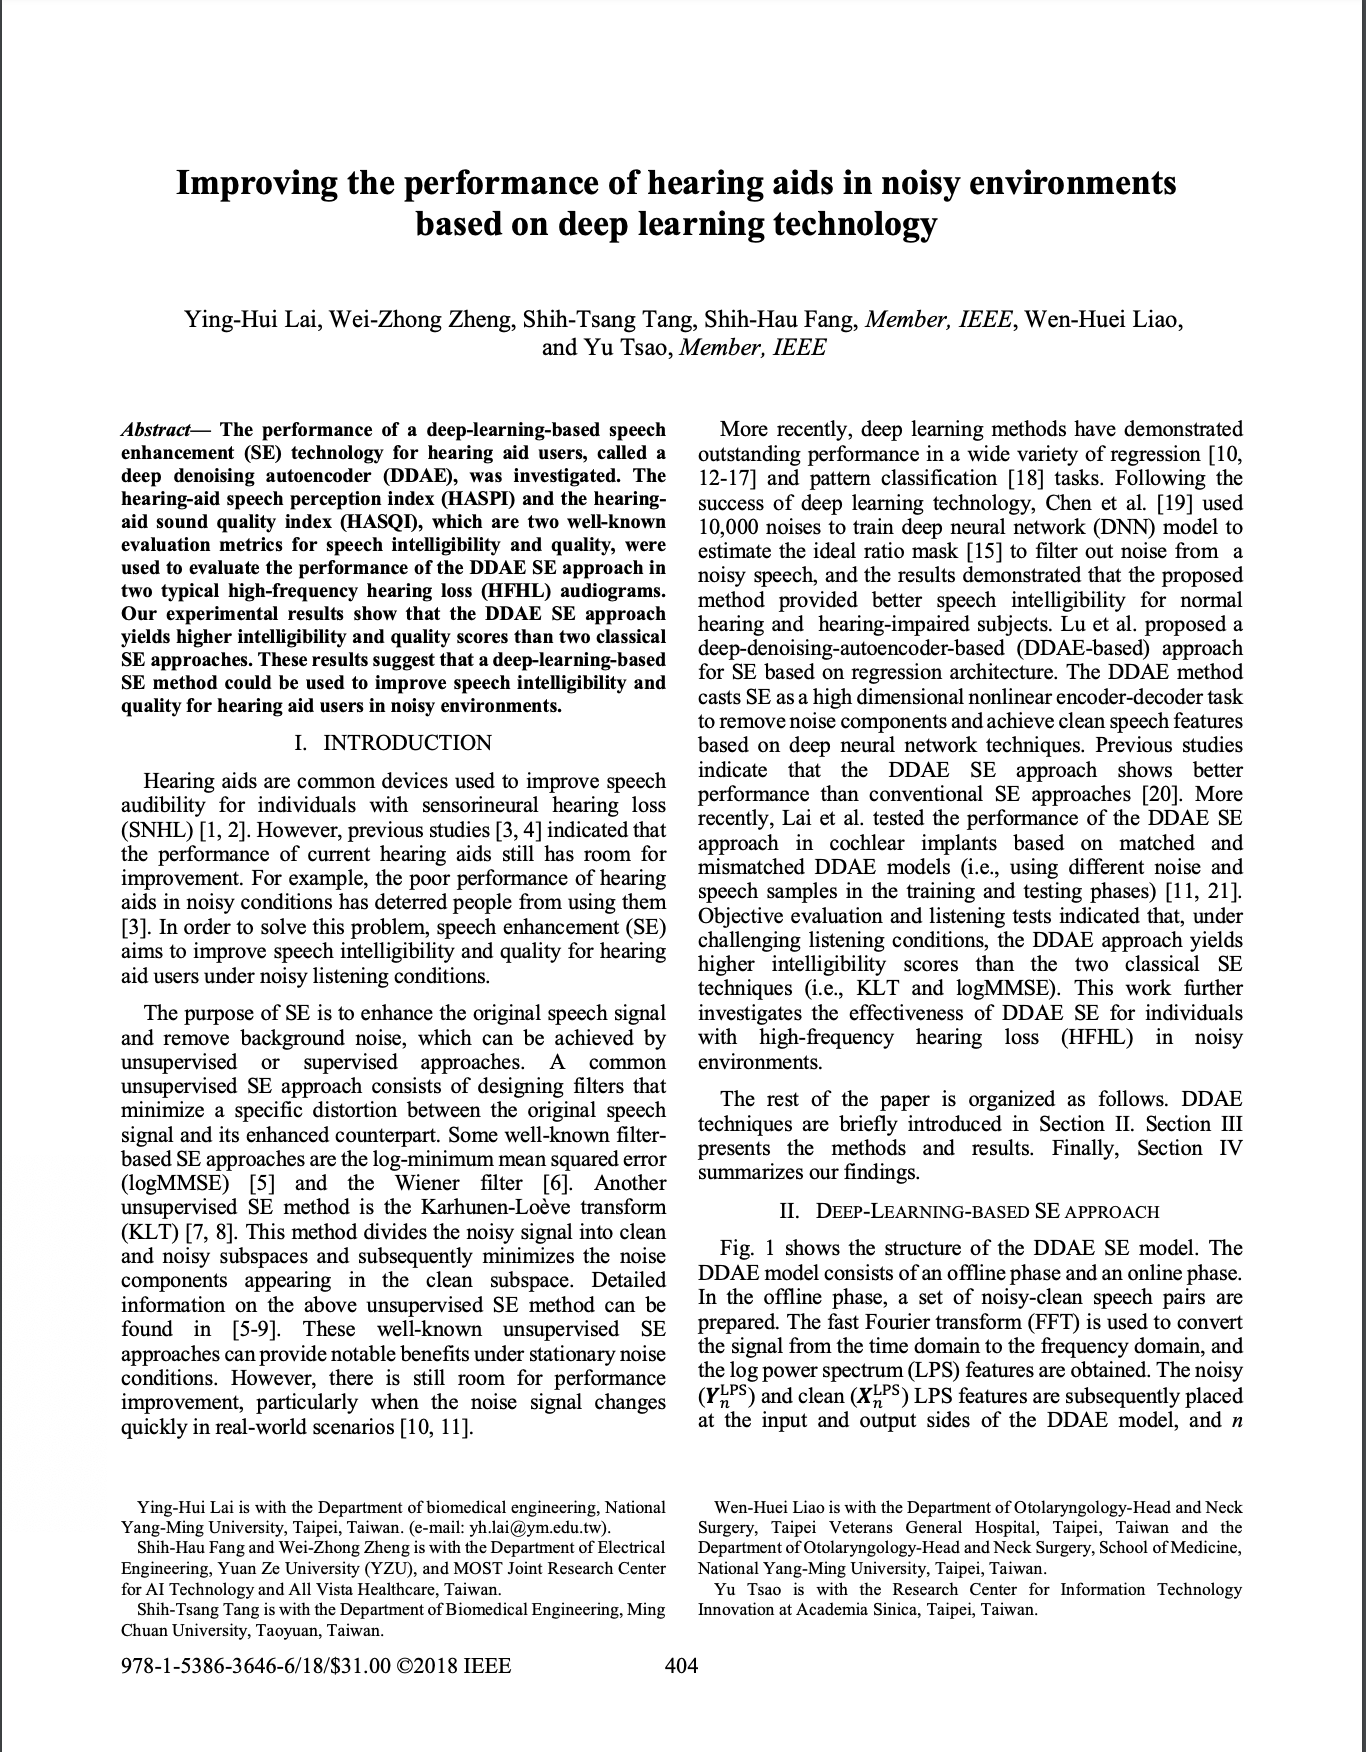 Improving the performance of hearing aids in noisy environments
based on deep learning technology
Ying-Hui Lai, Wei-Zhong Zheng, Shih-Tsang Tang, Shih-Hau Fang, Member, IEEE, Wen-Huei Liao,
and Yu Tsao, Member, IEEE
Abstract— The performance of a deep-learning-based speech
enhancement (SE) technology for hearing aid users, called a
deep denoising autoencoder (DDAE), was investigated. The
hearing-aid speech perception index (HASPI) and the hearing-
aid sound quality index (HASQI), which are two well-known
evaluation metrics for speech intelligibility and quality, were
used to evaluate the performance of the DDAE SE approach in
two typical high-frequency hearing loss (HFHL) audiograms.
Our experimental results show that the DDAE SE approach
yields higher intelligibility and quality scores than two classical
SE approaches. These results suggest that a deep-learning-based
SE method could be used to improve speech intelligibility and
quality for hearing aid users in noisy environments.
I. INTRODUCTION
Hearing aids are common devices used to improve speech
audibility for individuals with sensorineural hearing loss
(SNHL) [1, 2]. However, previous studies [3, 4] indicated that
the performance of current hearing aids still has room for
improvement. For example, the poor performance of hearing
aids in noisy conditions has deterred people from using them
[3]. In order to solve this problem, speech enhancement (SE)
aims to improve speech intelligibility and quality for hearing
aid users under noisy listening conditions.
The purpose of SE is to enhance the original speech signal
and remove background noise, which can be achieved by
unsupervised or supervised approaches. A common
unsupervised SE approach consists of designing filters that
minimize a specific distortion between the original speech
signal and its enhanced counterpart. Some well-known filter-
based SE approaches are the log-minimum mean squared error
(logMMSE) [5] and the Wiener filter [6]. Another
unsupervised SE method is the Karhunen-Loève transform
(KLT) [7, 8]. This method divides the noisy signal into clean
and noisy subspaces and subsequently minimizes the noise
components appearing in the clean subspace. Detailed
information on the above unsupervised SE method can be
found in [5-9]. These well-known unsupervised SE
approaches can provide notable benefits under stationary noise
conditions. However, there is still room for performance
improvement, particularly when the noise signal changes
quickly in real-world scenarios [10, 11].
More recently, deep learning methods have demonstrated
outstanding performance in a wide variety of regression [10,
12-17] and pattern classification [18] tasks. Following the
success of deep learning technology, Chen et al. [19] used
10,000 noises to train deep neural network (DNN) model to
estimate the ideal ratio mask [15] to filter out noise from a
noisy speech, and the results demonstrated that the proposed
method provided better speech intelligibility for normal
hearing and hearing-impaired subjects. Lu et al. proposed a
deep-denoising-autoencoder-based (DDAE-based) approach
for SE based on regression architecture. The DDAE method
casts SE as a high dimensional nonlinear encoder-decoder task
to remove noise components and achieve clean speech features
based on deep neural network techniques. Previous studies
indicate that the DDAE SE approach shows better
performance than conventional SE approaches [20]. More
recently, Lai et al. tested the performance of the DDAE SE
approach in cochlear implants based on matched and
mismatched DDAE models (i.e., using different noise and
speech samples in the training and testing phases) [11, 21].
Objective evaluation and listening tests indicated that, under
challenging listening conditions, the DDAE approach yields
higher intelligibility scores than the two classical SE
techniques (i.e., KLT and logMMSE). This work further
investigates the effectiveness of DDAE SE for individuals
with high-frequency hearing loss (HFHL) in noisy
environments.
The rest of the paper is organized as follows. DDAE
techniques are briefly introduced in Section II. Section III
presents the methods and results. Finally, Section IV
summarizes our findings.
II. DEEP-LEARNING-BASED SE APPROACH
Fig. 1 shows the structure of the DDAE SE model. The
DDAE model consists of an offline phase and an online phase.
In the offline phase, a set of noisy-clean speech pairs are
prepared. The fast Fourier transform (FFT) is used to convert
the signal from the time domain to the frequency domain, and
the log power spectrum (LPS) features are obtained. The noisy
(Y_n^LPS) and clean (X_n^LPS) LPS features are subsequently placed
at the input and output sides of the DDAE model, and n
Ying-Hui Lai is with the Department of biomedical engineering, National
Yang-Ming University, Taipei, Taiwan. (e-mail: yh.lai@ym.edu.tw).
Shih-Hau Fang and Wei-Zhong Zheng is with the Department of Electrical
Engineering, Yuan Ze University (YZU), and MOST Joint Research Center
for AI Technology and All Vista Healthcare, Taiwan.
Shih-Tsang Tang is with the Department of Biomedical Engineering, Ming
Chuan University, Taoyuan, Taiwan.
Wen-Huei Liao is with the Department of Otolaryngology-Head and Neck
Surgery, Taipei Veterans General Hospital, Taipei, Taiwan and the
Department of Otolaryngology-Head and Neck Surgery, School of Medicine,
National Yang-Ming University, Taipei, Taiwan.
Yu Tsao is with the Research Center for Information Technology
Innovation at Academia Sinica, Taipei, Taiwan.
978-1-5386-3646-6/18/$31.00 ©2018 IEEE
404